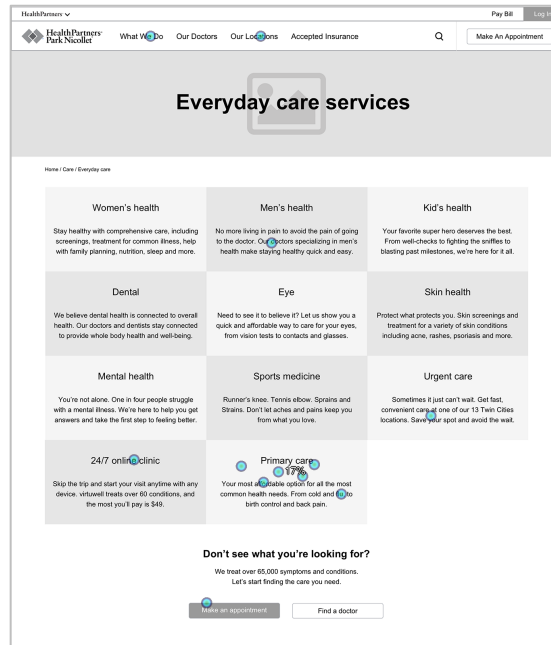 HealthPartners
Pay Bill
Log In
HealthPartners®
Park Nicollet
What We Do
Our Doctors
Our Locations
Accepted Insurance
Make An Appointment
Everyday care services
Home / Care / Everyday care
Women's health
Stay healthy with comprehensive care, including
screenings, treatment for common illness, help
with family planning, nutrition, sleep and more.
Men's health
No more living in pain to avoid the pain of going
to the doctor. Our doctors specializing in men's
health make staying healthy quick and easy.
Kid's health
Your favorite super hero deserves the best.
From well-checks to fighting the sniffles to
blasting past milestones, we're here for it all.
Dental
We believe dental health is connected to overall
health. Our doctors and dentists stay connected
to provide whole body health and well-being.
Eye
Need to see it to believe it? Let us show you a
quick and affordable way to care for your eyes,
from vision tests to contacts and glasses.
Skin health
Protect what protects you. Skin screenings and
treatment for a variety of skin conditions
including acne, rashes, psoriasis and more.
Mental health
You're not alone. One in four people struggle
with a mental illness. We're here to help you get
answers and take the first step to feeling better.
Sports medicine
Runner's knee. Tennis elbow. Sprains and
Strains. Don't let aches and pains keep you
from what you love.
Urgent care
Sometimes it just can't wait. Get fast,
convenient care at one of our 13 Twin Cities
locations. Save your spot and avoid the wait.
24/7 online clinic
Skip the trip and start your visit anytime with any
device. virtuwell treats over 60 conditions, and
the most you'll pay is $49.
Primary care
17%
Your most affordable option for all the most
common health needs. From cold and flu, to
birth control and back pain.
Don't see what you're looking for?
We treat over 65,000 symptoms and conditions.
Let's start finding the care you need.
Make an appointment
Find a doctor